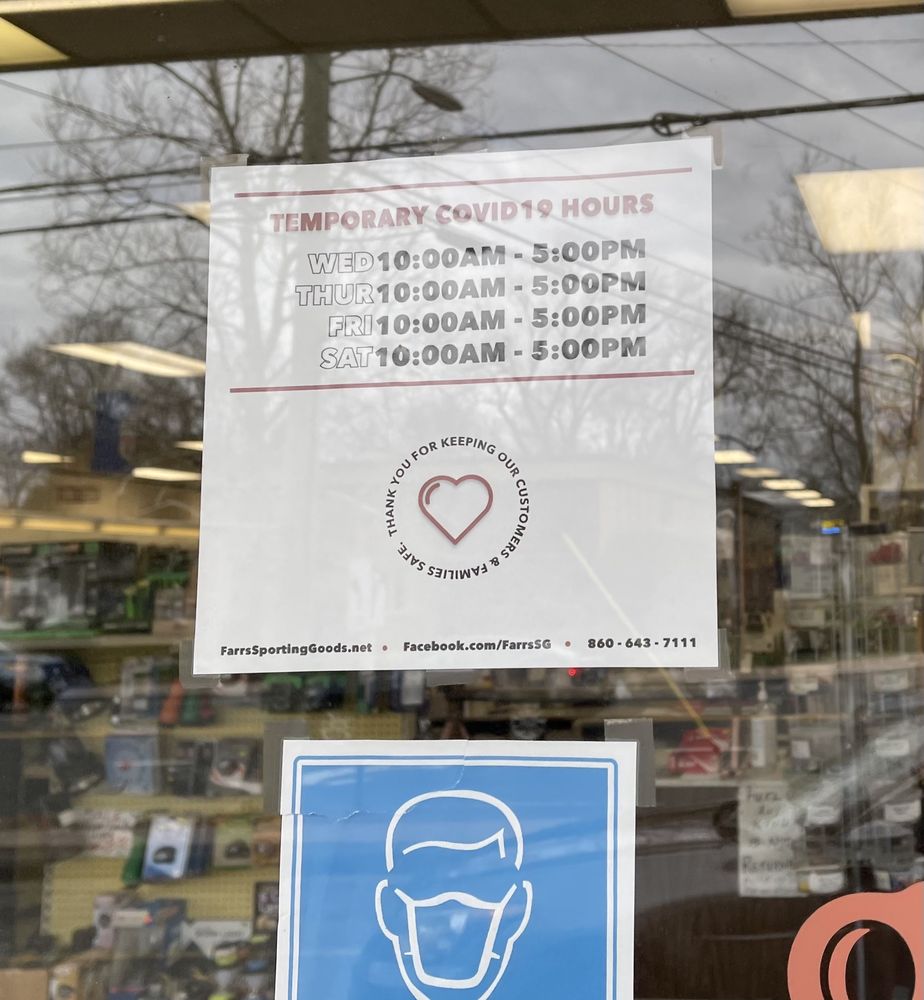 TEMPORARY COVID19 HOURS
WED 10:00AM - 5:00PM
THUR 10:00AM - 5:00PM
FRI 10:00AM - 5:00PM
SAT 10:00AM - 5:00PM
THANK YOU FOR KEEPING OUR CUSTOMERS & FAMILIES SAFE.
FarrsSportingGoods.net • Facebook.com/FarrsSG • 860-643-7111